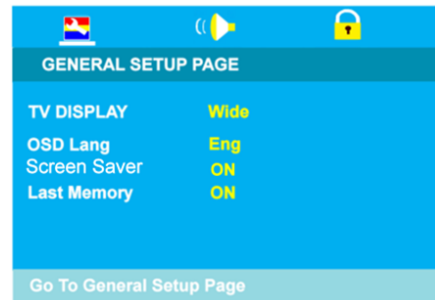 GENERAL SETUP PAGE
TV DISPLAY Wide
OSD Lang Eng
Screen Saver ON
Last Memory ON
Go To General Setup Page